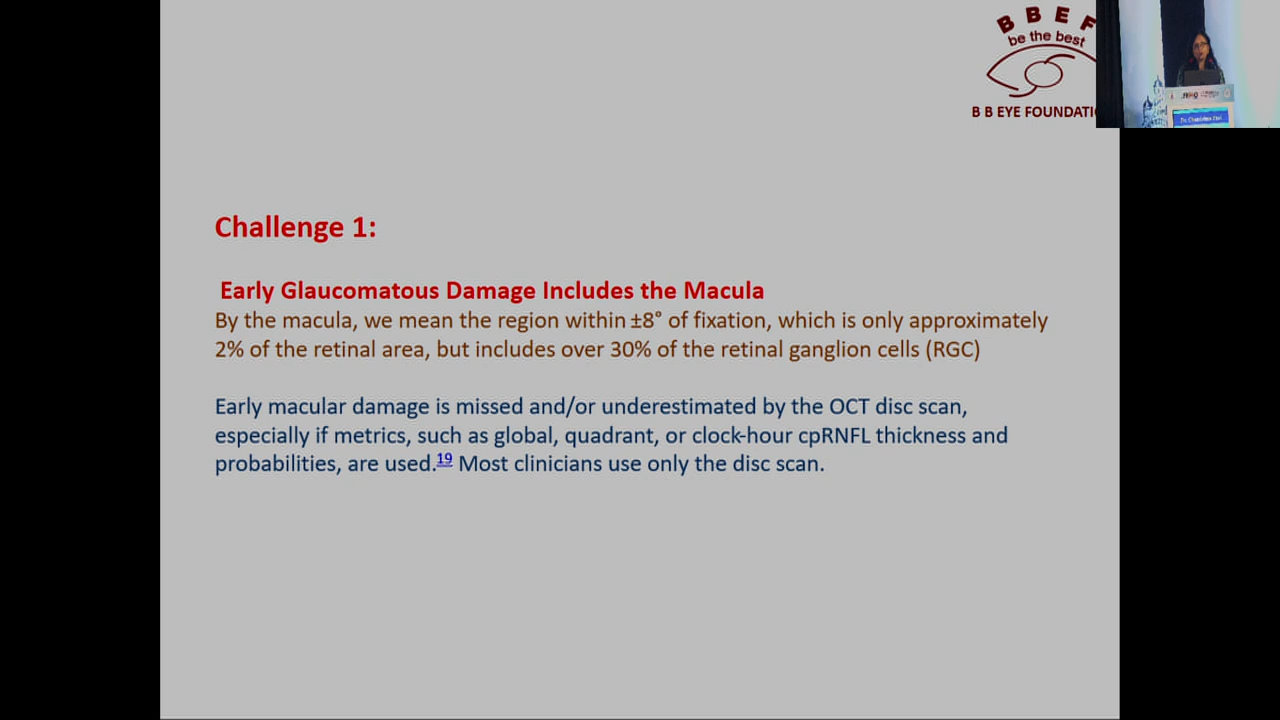 BBEF
be the best
B B EYE FOUNDATI
Challenge 1:
Early Glaucomatous Damage Includes the Macula
By the macula, we mean the region within ±8° of fixation, which is only approximately
2% of the retinal area, but includes over 30% of the retinal ganglion cells (RGC)
Early macular damage is missed and/or underestimated by the OCT disc scan,
especially if metrics, such as global, quadrant, or clock-hour cpRNFL thickness and
probabilities, are used.19 Most clinicians use only the disc scan.